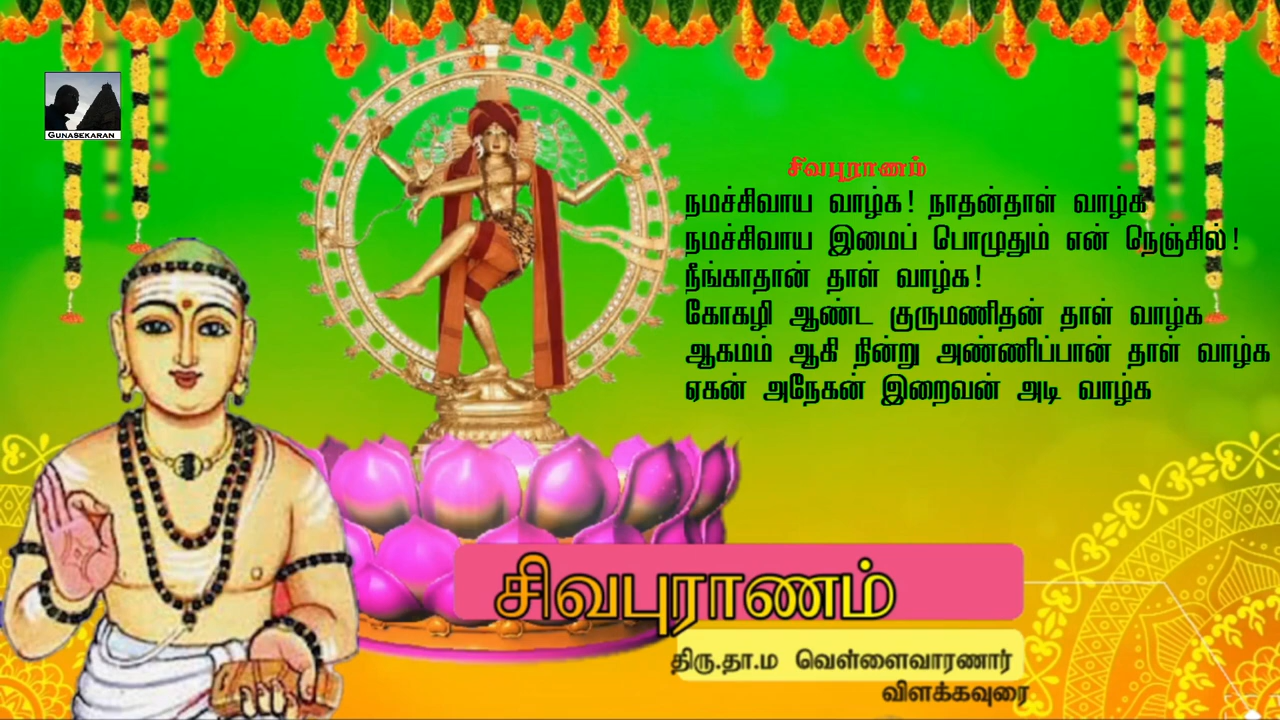 GUNASEKARAN
சிவபுராணம்
நமச்சிவாய வாழ்க! நாதன்தாள் வாழ்க
நமச்சிவாய இமைப் பொழுதும் என் நெஞ்சில்!
நீங்காதான் தாள் வாழ்க!
கோகழி ஆண்ட குருமணிதன் தாள் வாழ்க
ஆகமம் ஆகி நின்று அண்ணிப்பான் தாள் வாழ்க
ஏகன் அநேகன் இறைவன் அடி வாழ்க
சிவபுராணம்
திரு.தா.ம வெள்ளைவாரணார்
விளக்கவுரை